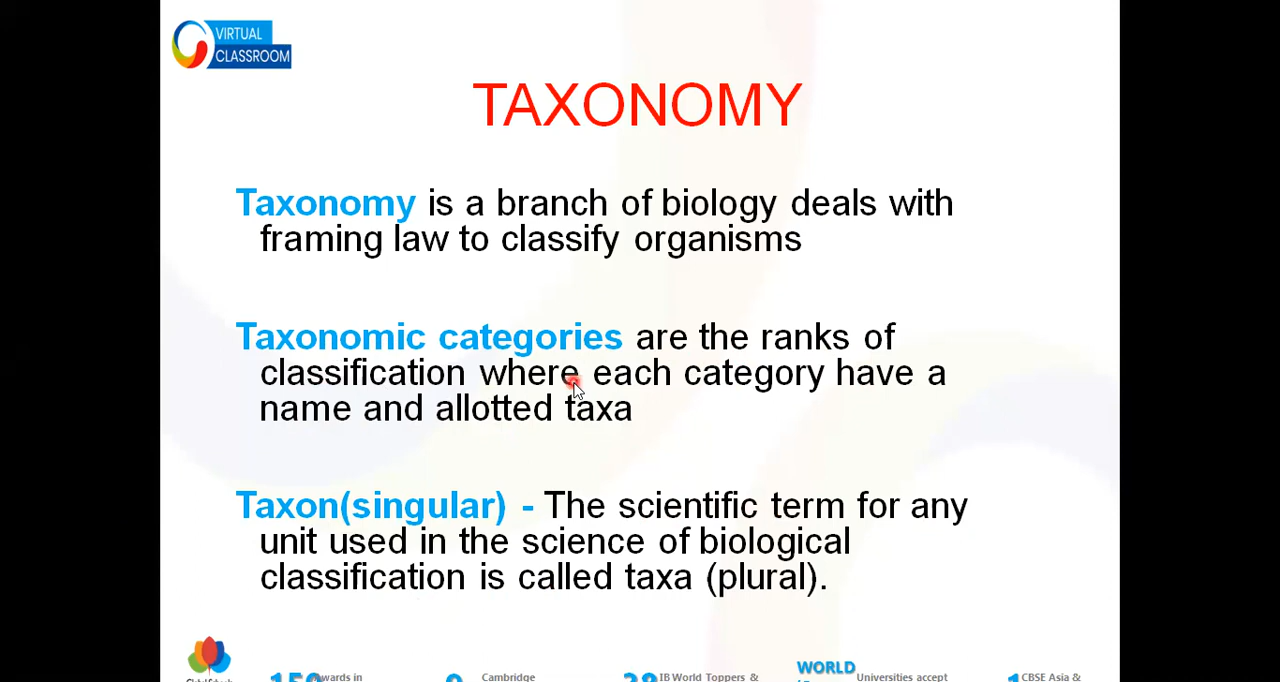 VIRTUAL
CLASSROOM
TAXONOMY
Taxonomy is a branch of biology deals with
framing law to classify organisms
Taxonomic categories are the ranks of
classification where each category have a
name and allotted taxa
Taxon(singular) - The scientific term for any
unit used in the science of biological
classification is called taxa (plural).
Awards in
Cambridge
IB World Toppers &
WORLD
Universities accept
CBSE Asia &